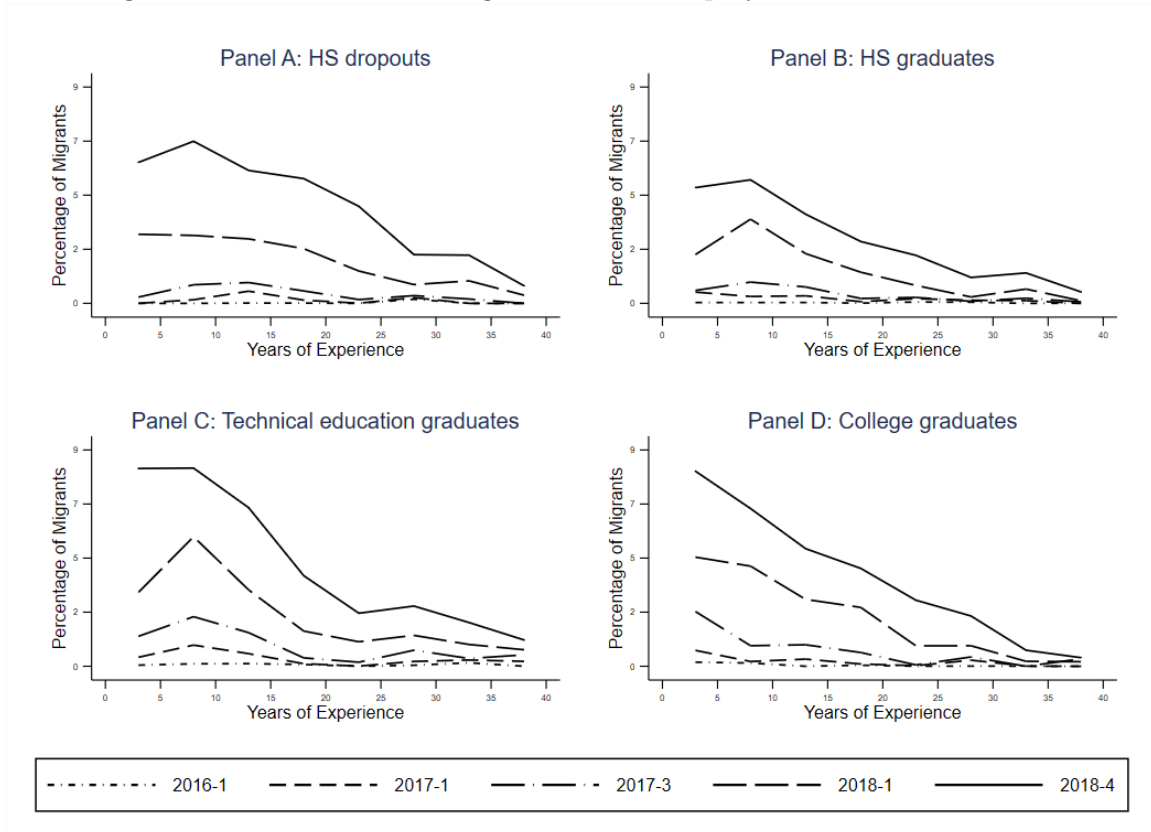 Panel A: HS dropouts
Percentage of Migrants
9
7
5
2
0
0 5 10 15 20 25 30 35 40
Years of Experience
Panel B: HS graduates
Percentage of Migrants
9
7
5
2
0
0 5 10 15 20 25 30 35 40
Years of Experience
Panel C: Technical education graduates
Percentage of Migrants
9
7
5
2
0
0 5 10 15 20 25 30 35 40
Years of Experience
Panel D: College graduates
Percentage of Migrants
9
7
5
2
0
0 5 10 15 20 25 30 35 40
Years of Experience
2016-1 2017-1 2017-3 2018-1 2018-4